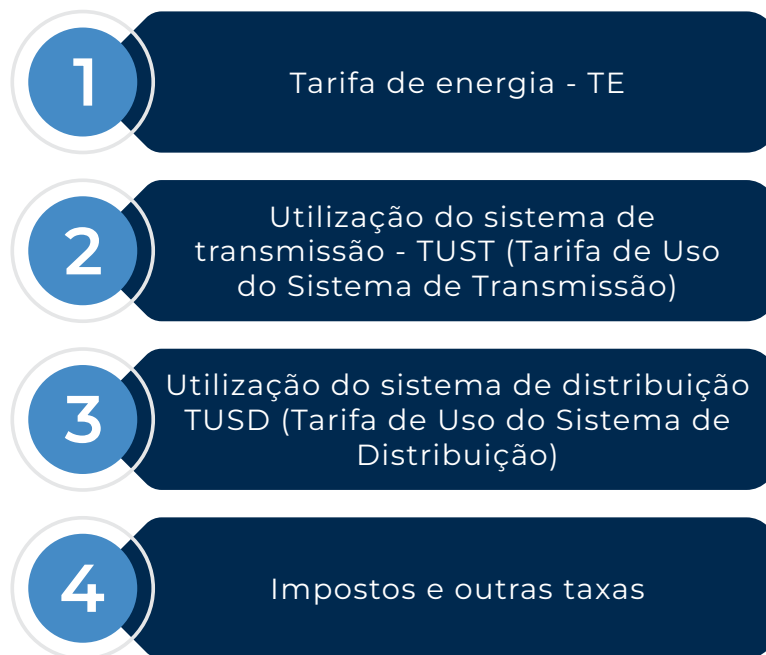 1
Tarifa de energia - TE
2
Utilização do sistema de
transmissão - TUST (Tarifa de Uso
do Sistema de Transmissão)
3
Utilização do sistema de distribuição
TUSD (Tarifa de Uso do Sistema de
Distribuição)
4
Impostos e outras taxas